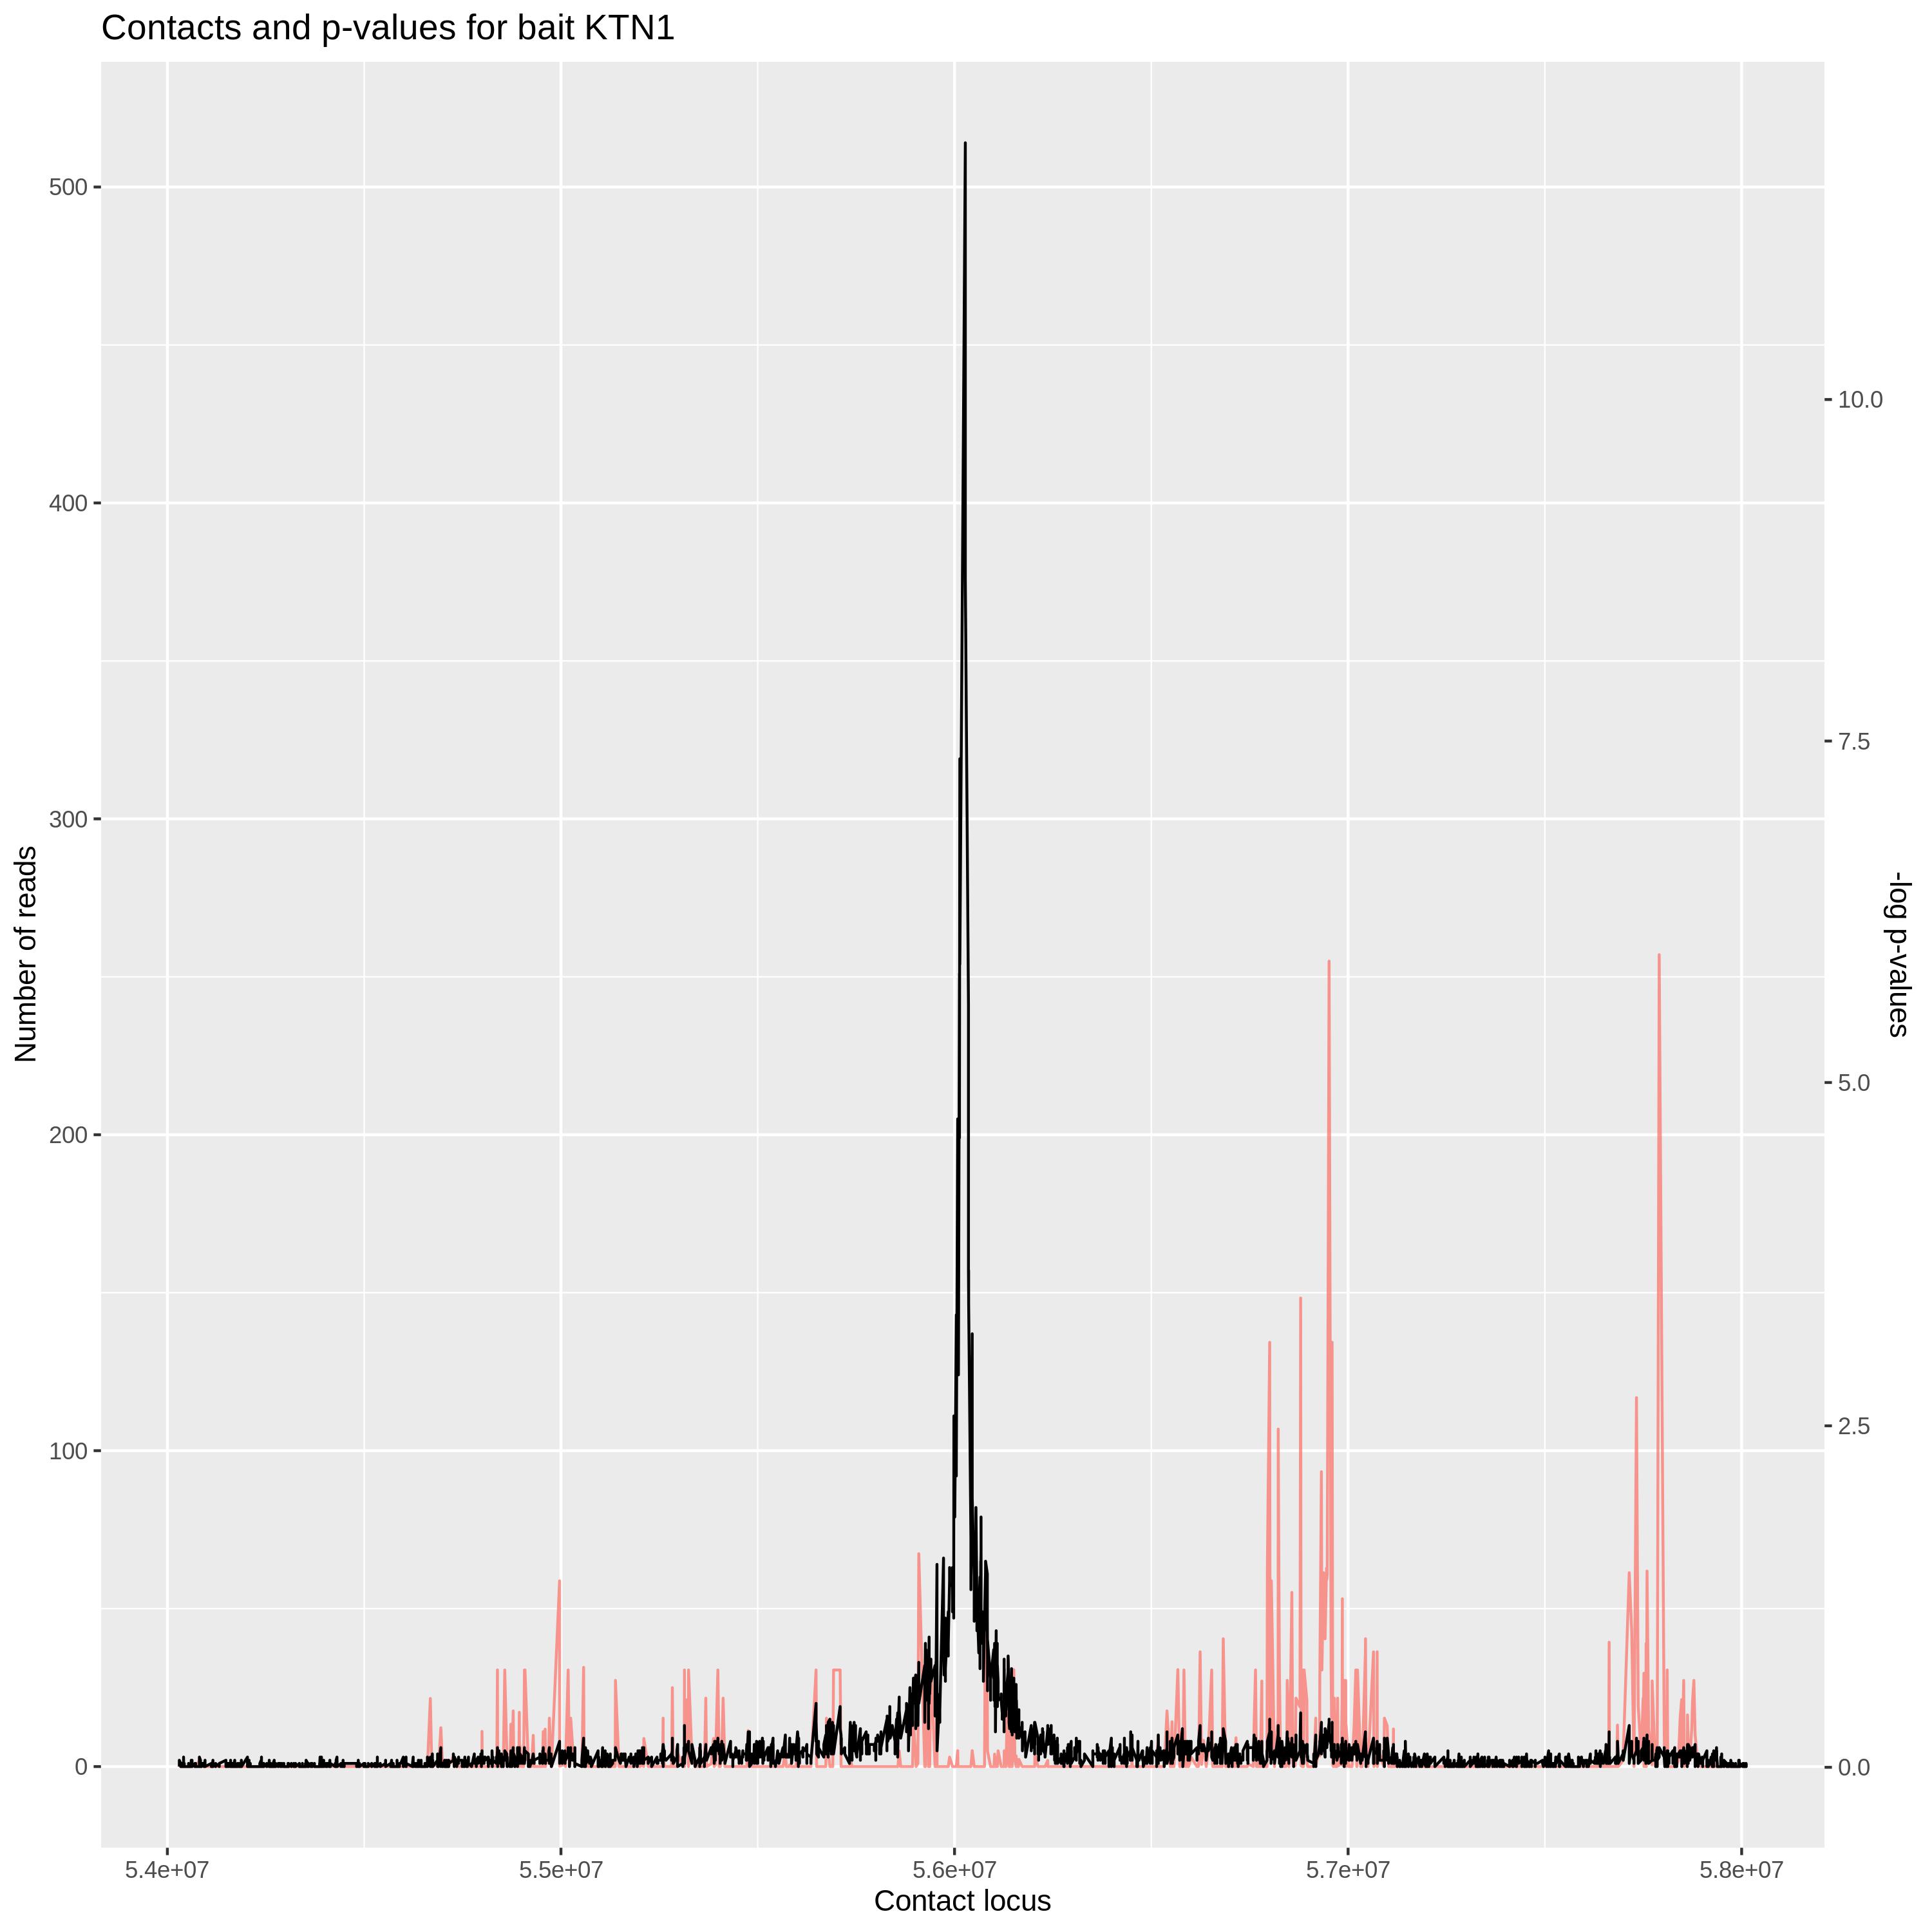 Contacts and p-values for bait KTN1
500
400
300
200
100
0
Number of reads
10.0
7.5
5.0
2.5
0.0
-log p-values
5.4e+07
5.5e+07
5.6e+07
5.7e+07
5.8e+07
Contact locus